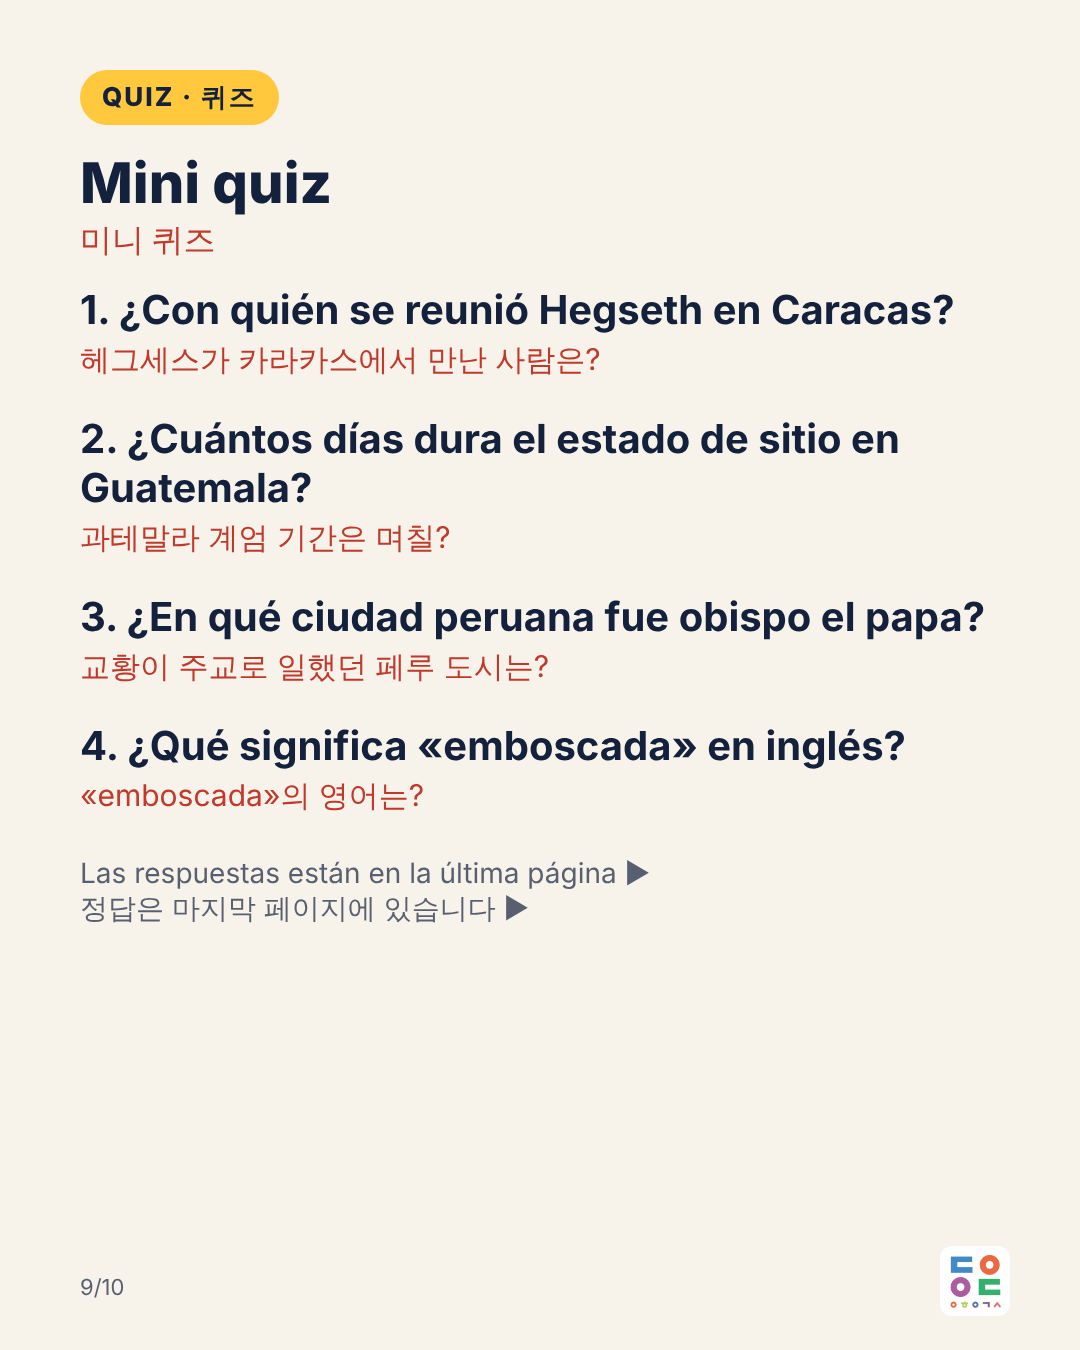 QUIZ · 퀴즈
Mini quiz
미니 퀴즈
1. ¿Con quién se reunió Hegseth en Caracas?
헤그세스가 카라카스에서 만난 사람은?
2. ¿Cuántos días dura el estado de sitio en
Guatemala?
과테말라 계엄 기간은 며칠?
3. ¿En qué ciudad peruana fue obispo el papa?
교황이 주교로 일했던 페루 도시는?
4. ¿Qué significa «emboscada» en inglés?
«emboscada»의 영어는?
Las respuestas están en la última página ▶
정답은 마지막 페이지에 있습니다 ▶
9/10